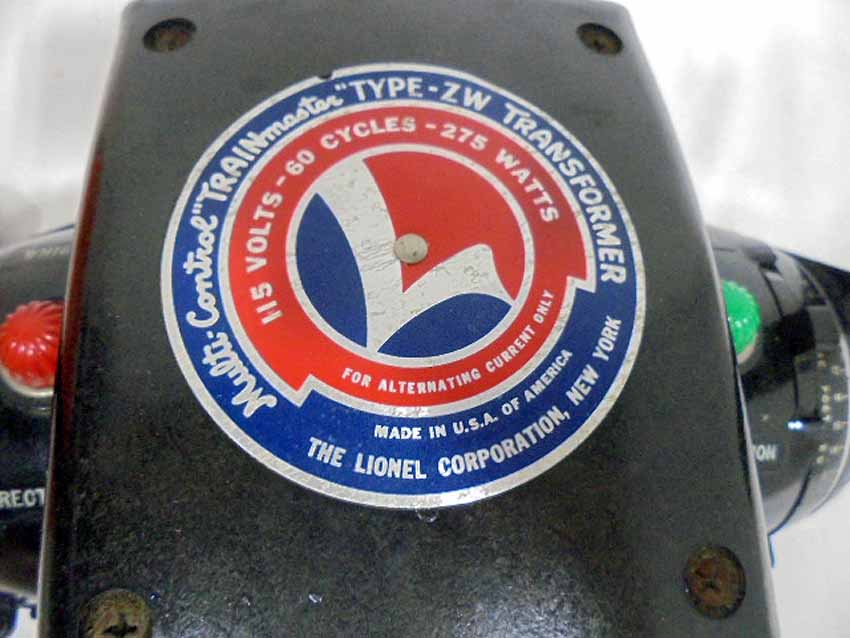 Multi-Control "TRAINmaster" TYPE-ZW TRANSFORMER
115 VOLTS - 60 CYCLES - 275 WATTS
FOR ALTERNATING CURRENT ONLY
MADE IN U.S.A. OF AMERICA
THE LIONEL CORPORATION, NEW YORK